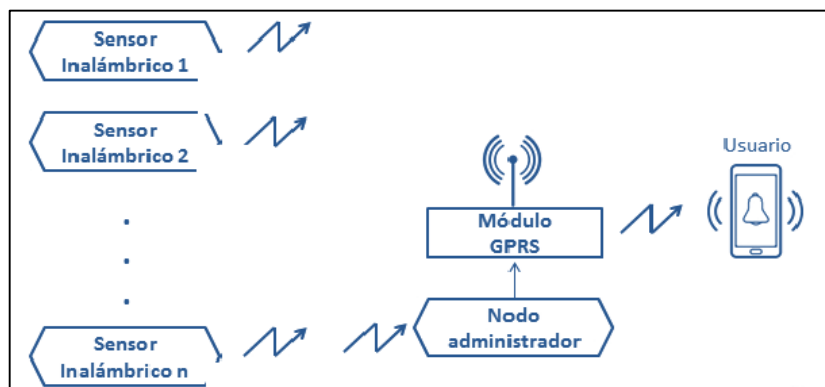 Sensor
Inalámbrico 1
Sensor
Inalámbrico 2
Sensor
Inalámbrico n
Nodo
administrador
Módulo
GPRS
Usuario